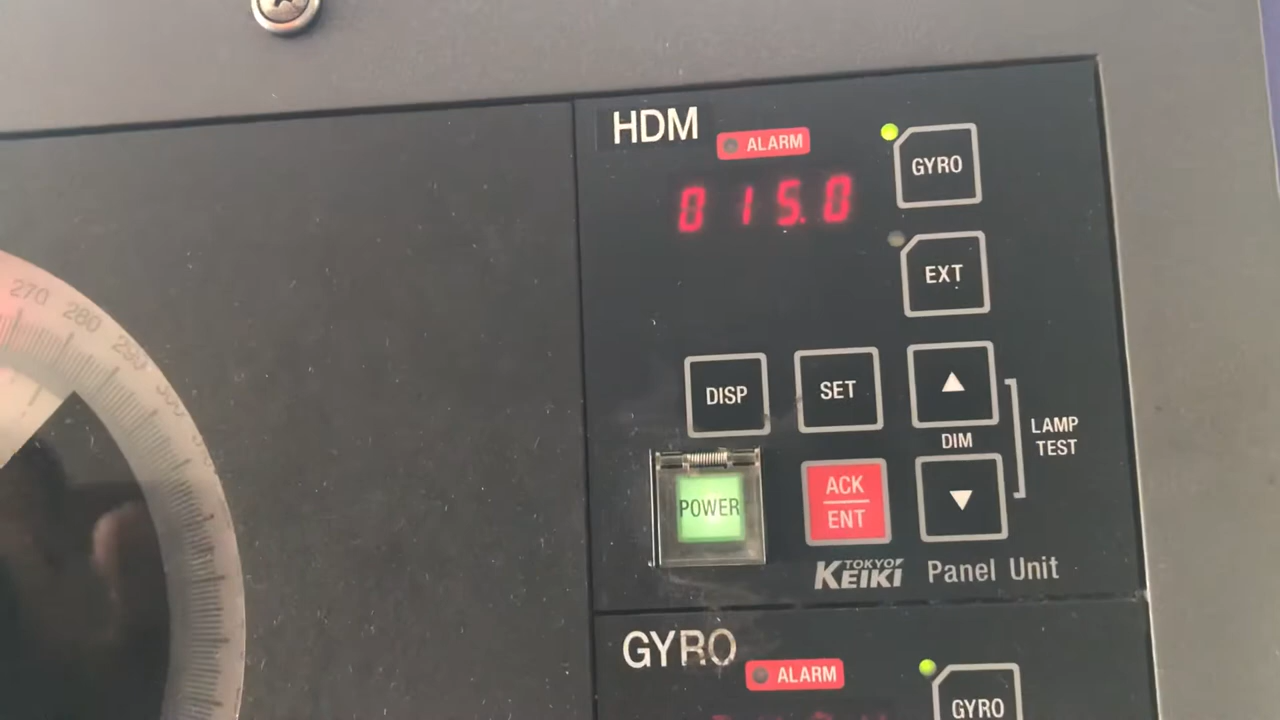 HDM
ALARM
GYRO
015.0
EXT
DISP
SET
▲
DIM
LAMP
TEST
POWER
ACK
ENT
▼
TOKYO
KEIKI
Panel Unit
GYRO
ALARM
GYRO
270
280
290
300